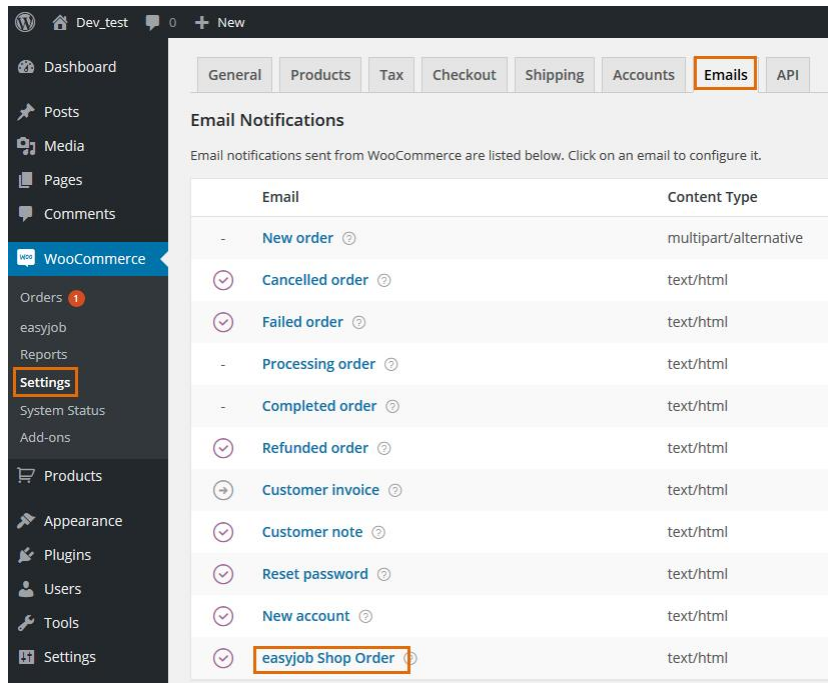 Dev_test 0 New
Dashboard
Posts
Media
Pages
Comments
WooCommerce
Orders 1
easyjob
Reports
Settings
System Status
Add-ons
Products
Appearance
Plugins
Users
Tools
Settings
General Products Tax Checkout Shipping Accounts Emails API
Email Notifications
Email notifications sent from WooCommerce are listed below. Click on an email to configure it.
Email Content Type
- New order ? multipart/alternative
Cancelled order ? text/html
Failed order ? text/html
- Processing order ? text/html
- Completed order ? text/html
Refunded order ? text/html
Customer invoice ? text/html
Customer note ? text/html
Reset password ? text/html
New account ? text/html
easyjob Shop Order ? text/html